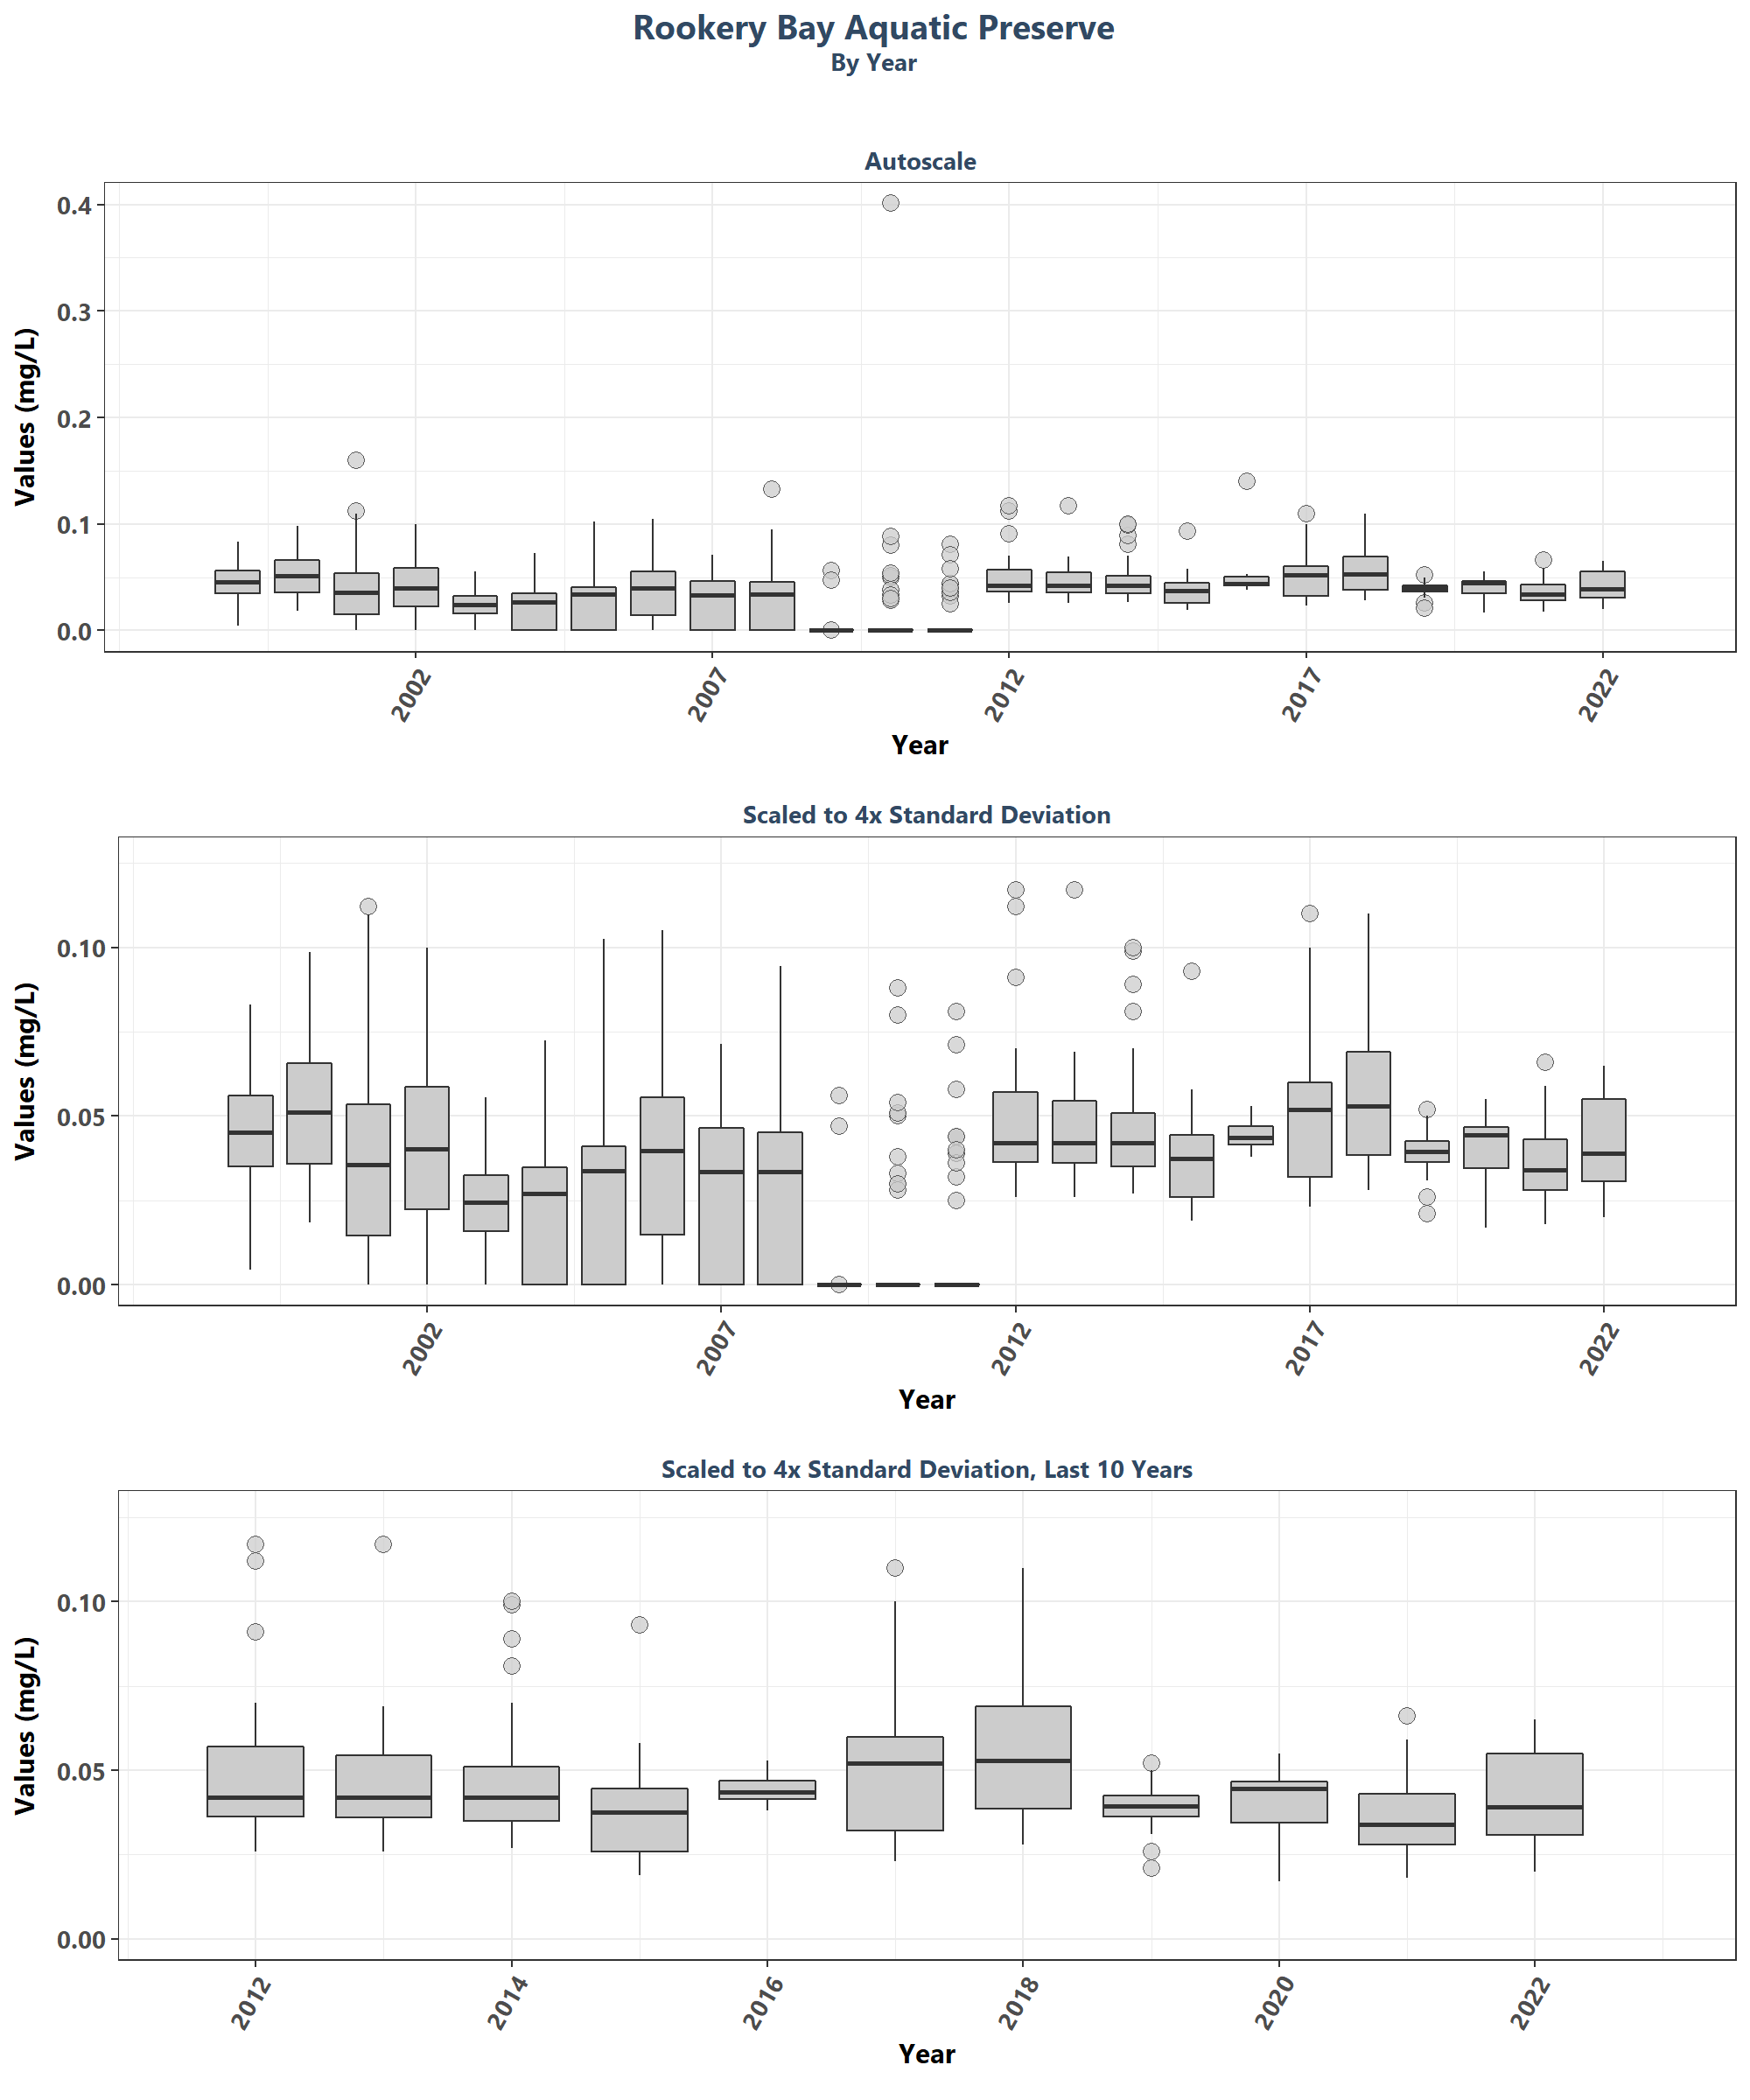 Rookery Bay Aquatic Preserve
By Year
Autoscale
Values (mg/L)
0.4
0.3
0.2
0.1
0.0
2002
2007
2012
2017
2022
Year
Scaled to 4x Standard Deviation
Values (mg/L)
0.10
0.05
0.00
2002
2007
2012
2017
2022
Year
Scaled to 4x Standard Deviation, Last 10 Years
Values (mg/L)
0.10
0.05
0.00
2012
2014
2016
2018
2020
2022
Year